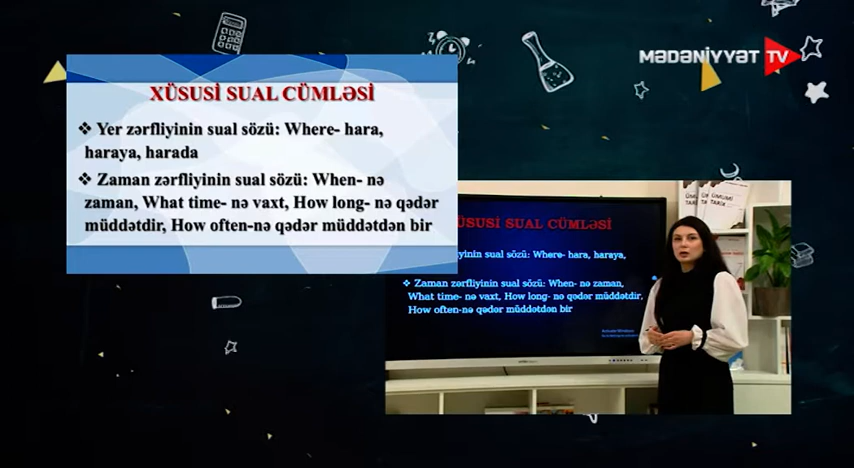 MƏDƏNİYYƏT TV
XÜSUSİ SUAL CÜMLƏSİ
❖ Yer zərfliyinin sual sözü: Where- hara,
haraya, harada
❖ Zaman zərfliyinin sual sözü: When- nə
zaman, What time- nə vaxt, How long- nə qədər
müddətdir, How often-nə qədər müddətdən bir
XÜSUSİ SUAL CÜMLƏSİ
yinin sual sözü: Where- hara, haraya,
❖ Zaman zərfliyinin sual sözü: When- nə zaman,
What time- nə vaxt, How long- nə qədər müddətdir,
How often-nə qədər müddətdən bir